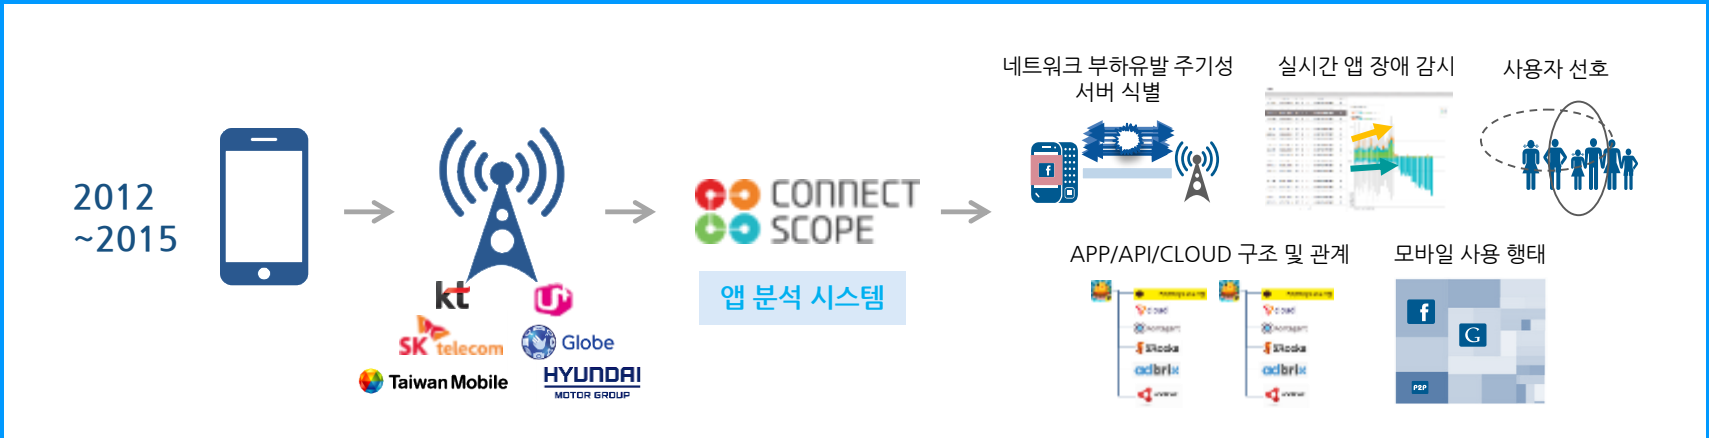 2012
~2015
kt
U+
SK telecom
Globe
Taiwan Mobile
HYUNDAI
MOTOR GROUP
CONNECT
SCOPE
앱 분석 시스템
네트워크 부하유발 주기성
서버 식별
실시간 앱 장애 감시
사용자 선호
APP/API/CLOUD 구조 및 관계
cloud
adbrix
cloud
adbrix
모바일 사용 행태
f
G
P2P